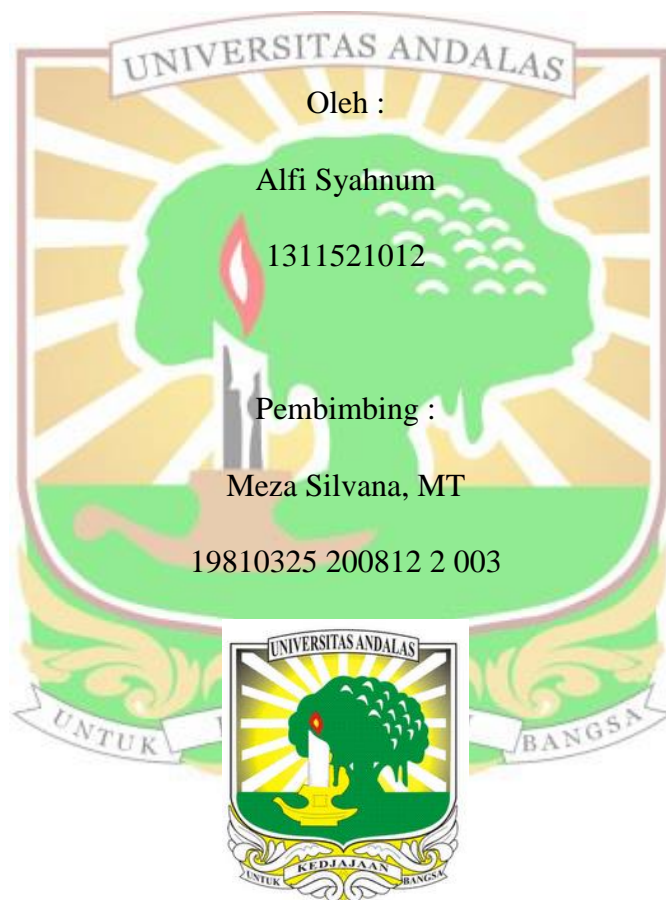 UNIVERSITAS ANDALAS
Oleh :
Alfi Syahnum
1311521012
Pembimbing :
Meza Silvana, MT
19810325 200812 2 003
UNIVERSITAS ANDALAS
UNTUK BANGSA
UNTUK KEDJAJAAN BANGSA